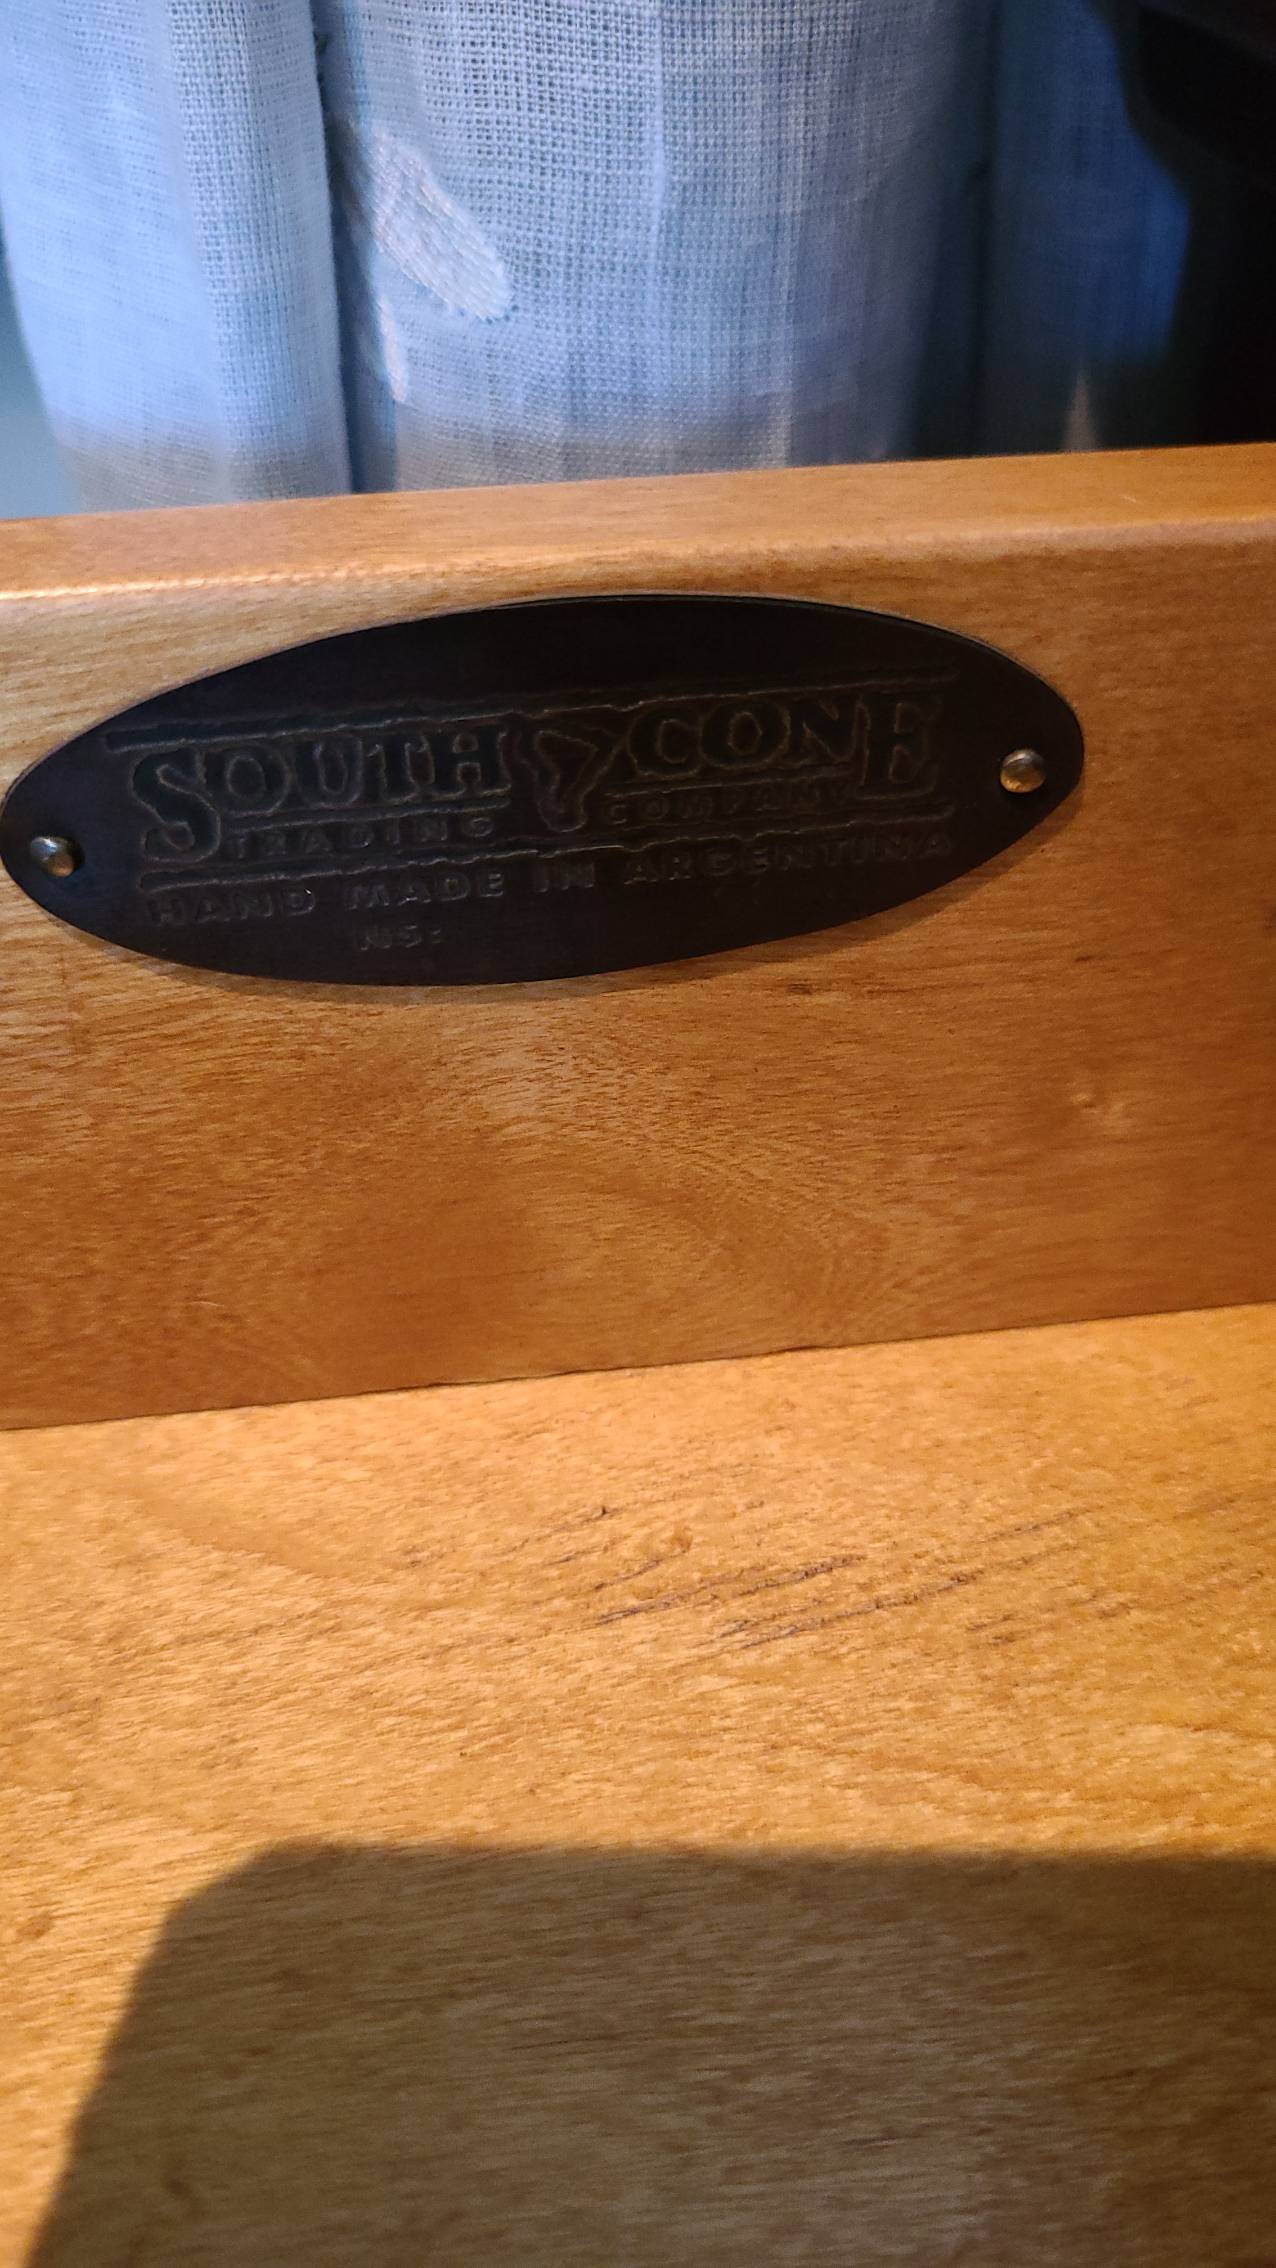 SOUTH CONE
TRADING COMPANY
HAND MADE IN ARGENTINA
NS: